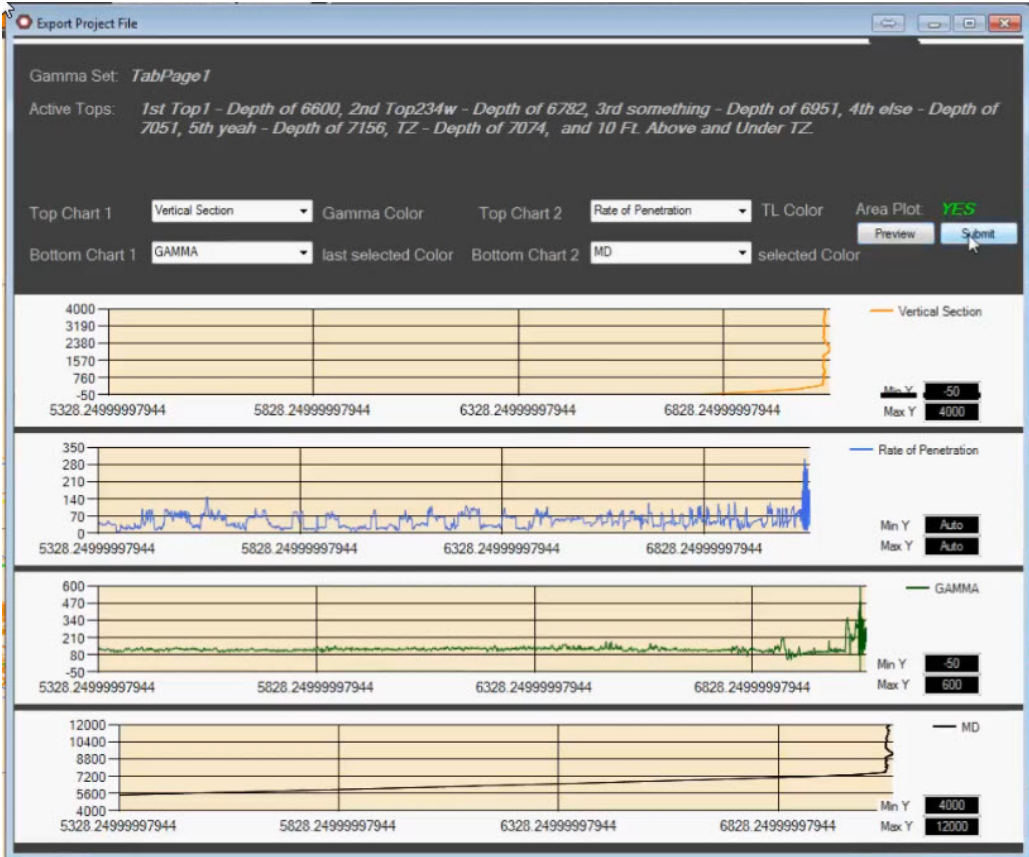 Export Project File
Gamma Set: TabPage1
Active Tops: 1st Top1 - Depth of 6600, 2nd Top234w - Depth of 6782, 3rd something - Depth of 6951, 4th else - Depth of
7051, 5th yeah - Depth of 7156, TZ - Depth of 7074, and 10 Ft. Above and Under TZ.
Top Chart 1 Vertical Section Gamma Color Top Chart 2 Rate of Penetration TL Color Area Plot: YES
Preview Submit
Bottom Chart 1 GAMMA last selected Color Bottom Chart 2 MD selected Color
4000
3190
2380
1570
760
-50
5328.24999997944 5828.24999997944 6328.24999997944 6828.24999997944
Vertical Section
Min Y -50
Max Y 4000
350
280
210
140
70
0
5328.24999997944 5828.24999997944 6328.24999997944 6828.24999997944
Rate of Penetration
Min Y Auto
Max Y Auto
600
470
340
210
80
-50
5328.24999997944 5828.24999997944 6328.24999997944 6828.24999997944
GAMMA
Min Y -50
Max Y 600
12000
10400
8800
7200
5600
4000
5328.24999997944 5828.24999997944 6328.24999997944 6828.24999997944
MD
Min Y 4000
Max Y 12000